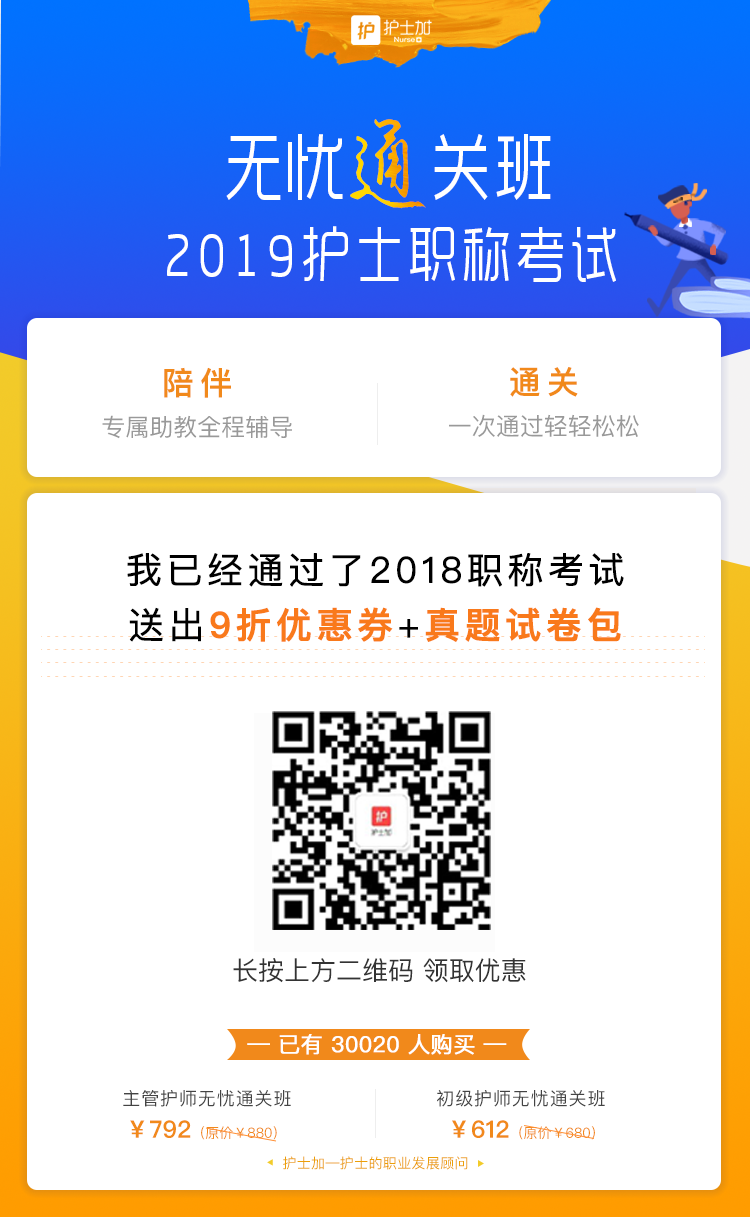 护 护士加
Nurse+
无忧通关班
2019护士职称考试
陪伴
专属助教全程辅导
通关
一次通过轻轻松松
我已经通过了2018职称考试
送出9折优惠券+真题试卷包
护
护士加
长按上方二维码 领取优惠
— 已有 30020 人购买 —
主管护师无忧通关班
￥792 (原价￥880)
初级护师无忧通关班
￥612 (原价￥680)
护士加—护士的职业发展顾问